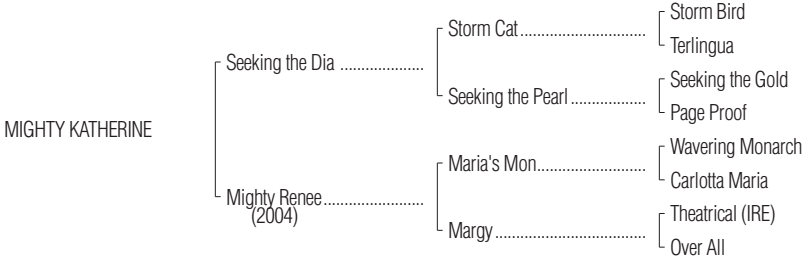 Storm Bird
Storm Cat..............................
Terlingua
Seeking the Dia ....................
Seeking the Gold
Seeking the Pearl..................
Page Proof
MIGHTY KATHERINE
Wavering Monarch
Maria's Mon..........................
Carlotta Maria
Mighty Renee........................
(2004)
Theatrical (IRE)
Margy ....................................
Over All